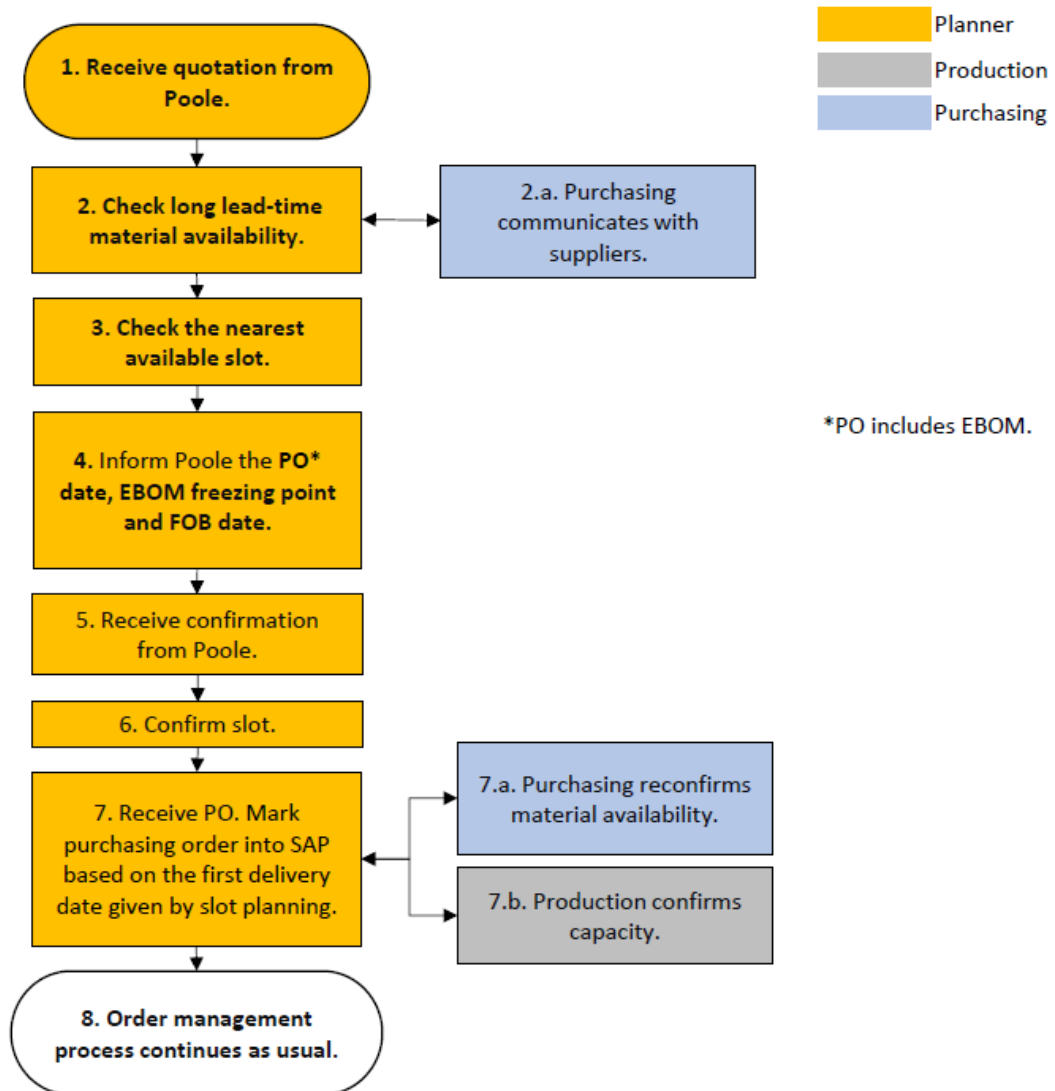 Planner
Production
Purchasing
1. Receive quotation from
Poole.
2. Check long lead-time
material availability.
2.a. Purchasing
communicates with
suppliers.
3. Check the nearest
available slot.
4. Inform Poole the PO*
date, EBOM freezing point
and FOB date.
*PO includes EBOM.
5. Receive confirmation
from Poole.
6. Confirm slot.
7. Receive PO. Mark
purchasing order into SAP
based on the first delivery
date given by slot planning.
7.a. Purchasing reconfirms
material availability.
7.b. Production confirms
capacity.
8. Order management
process continues as usual.